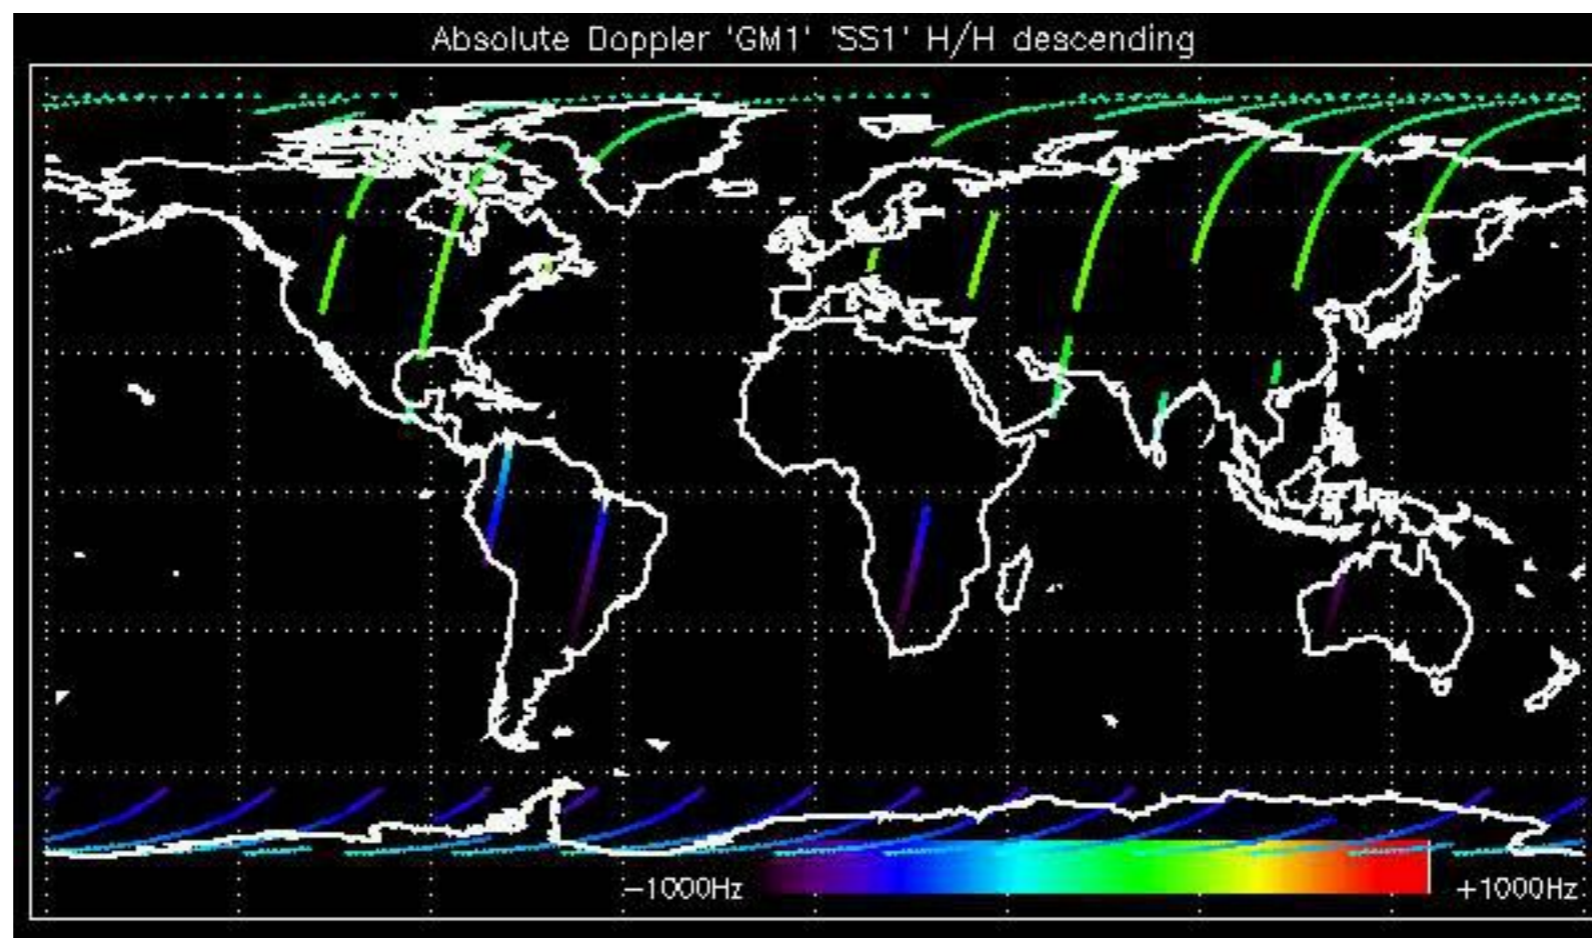 Absolute Doppler 'GM1' 'SS1' H/H descending
-1000Hz
+1000Hz